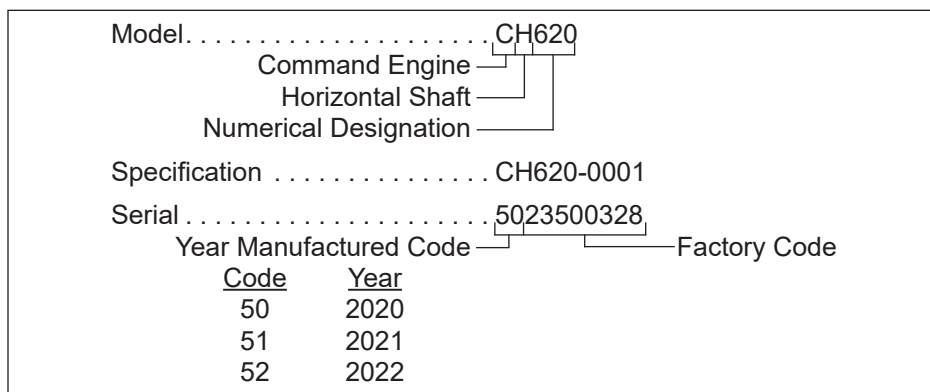 Model. . . . . . . . . . . . . . . . . . . . . CH620
Command Engine
Horizontal Shaft
Numerical Designation
Specification . . . . . . . . . . . . . . . CH620-0001
Serial . . . . . . . . . . . . . . . . . . . . . 5023500328
Year Manufactured Code Factory Code
Code Year
50 2020
51 2021
52 2022